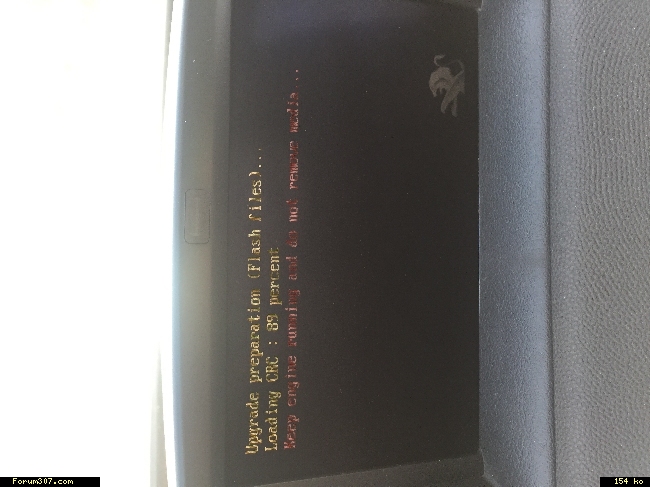 Upgrade preparation (Flash files)...
Loading CRC : 89 percent
Keep engine running and do not remove media...
Forum307.com
154 ko